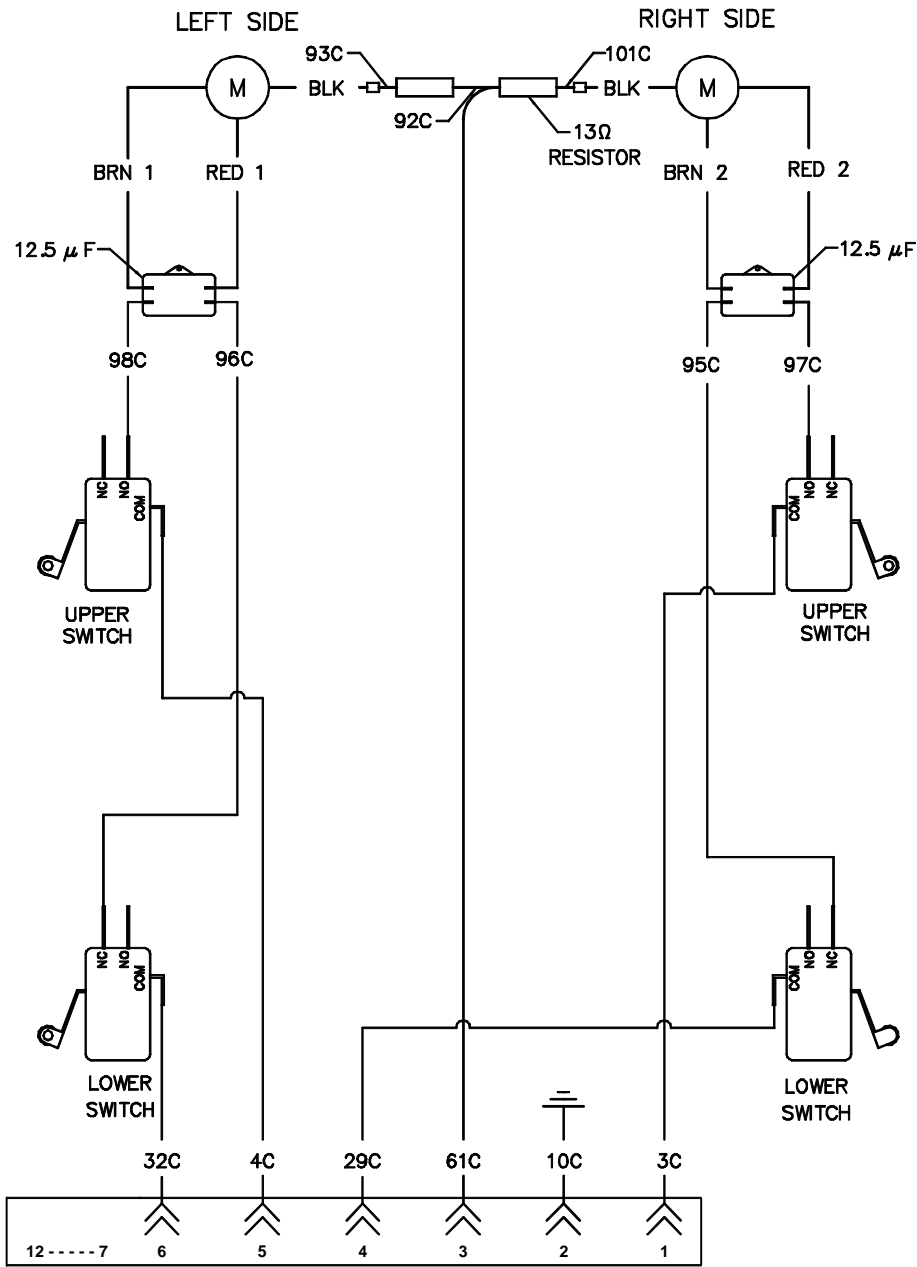 LEFT SIDE
RIGHT SIDE
93C
101C
M
BLK
BLK
M
92C
13Ω
RESISTOR
BRN 1
RED 1
BRN 2
RED 2
12.5 μF
12.5 μF
98C
96C
95C
97C
NC
NO
COM
COM
NO
NC
UPPER
SWITCH
UPPER
SWITCH
NC
NO
COM
COM
NO
NC
LOWER
SWITCH
LOWER
SWITCH
32C
4C
29C
61C
10C
3C
12 - - - - - 7
6
5
4
3
2
1